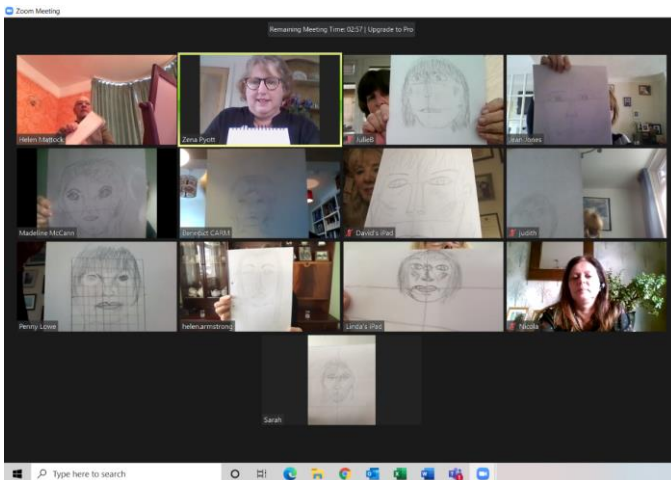 Zoom Meeting
Remaining Meeting Time: 02:57 | Upgrade to Pro
Helen Mattock
Zena Pyott
JulieB
Jean Jones
Madeline McCann
Benedict CARM
David's iPad
judith
Penny Lowe
helen.armstrong
Linda's iPad
Nicola
Sarah
Type here to search